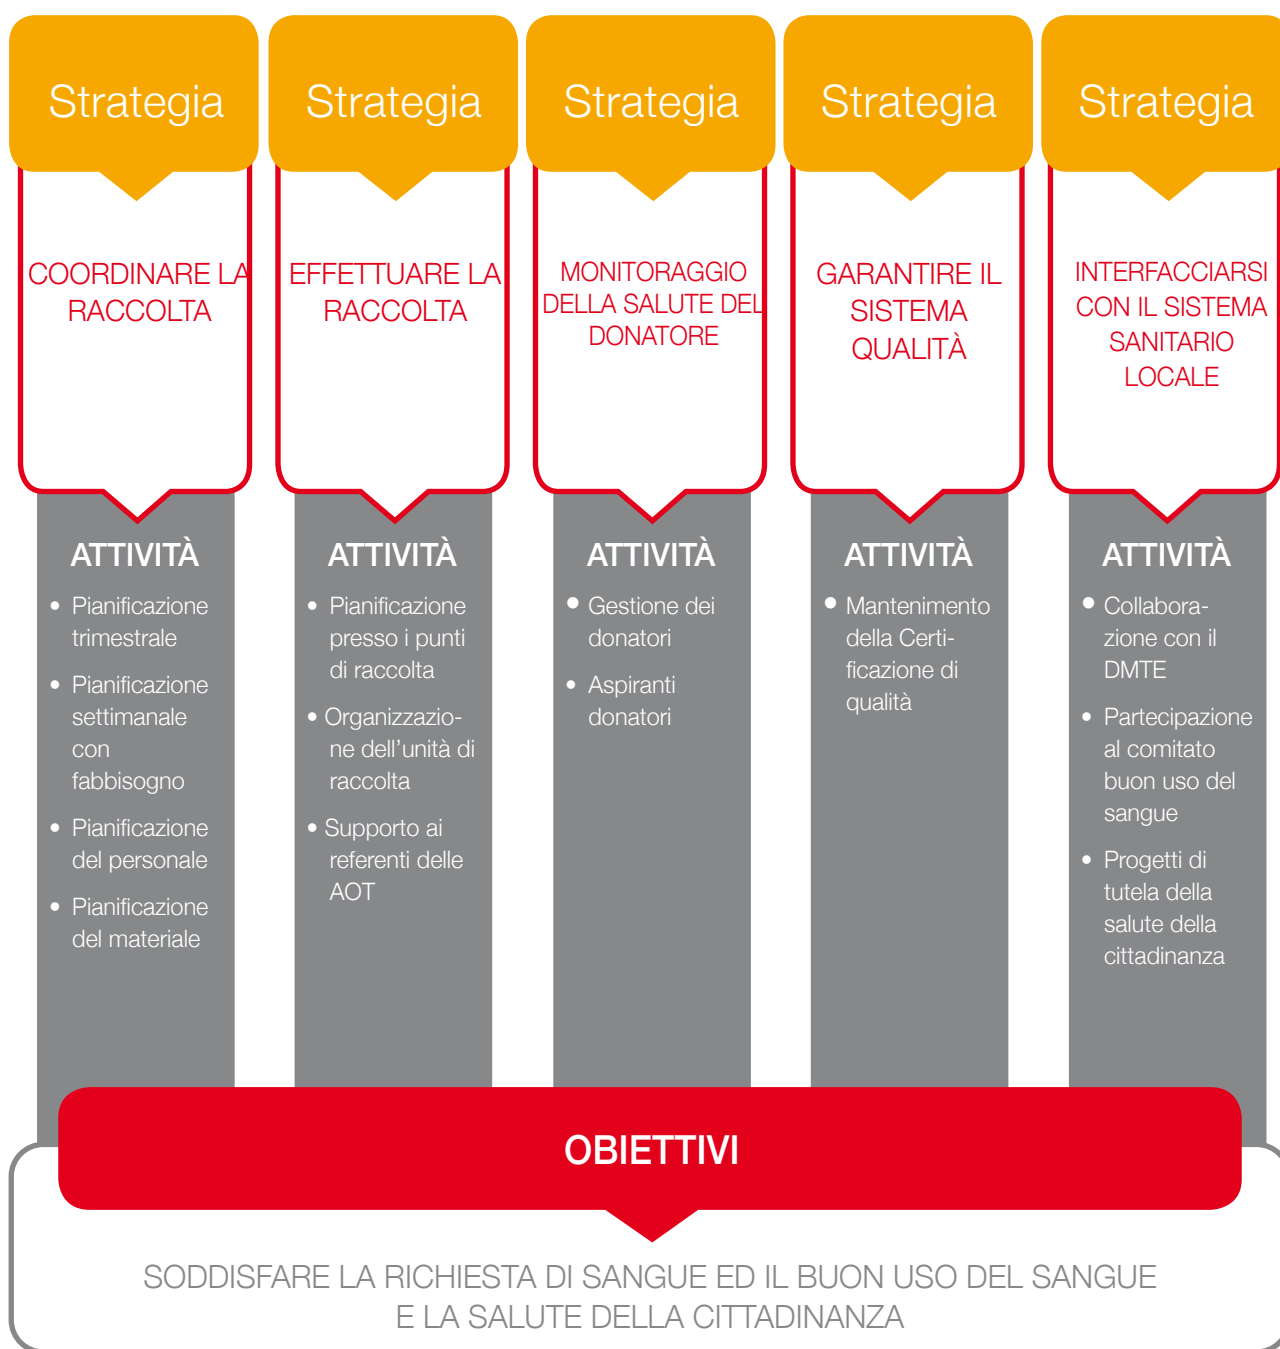 Strategia
COORDINARE LA
RACCOLTA
ATTIVITÀ
• Pianificazione
trimestrale
• Pianificazione
settimanale
con
fabbisogno
• Pianificazione
del personale
• Pianificazione
del materiale
Strategia
EFFETTUARE LA
RACCOLTA
ATTIVITÀ
• Pianificazione
presso i punti
di raccolta
• Organizzazio-
ne dell’unità di
raccolta
• Supporto ai
referenti delle
AOT
Strategia
MONITORAGGIO
DELLA SALUTE DEL
DONATORE
ATTIVITÀ
• Gestione dei
donatori
• Aspiranti
donatori
Strategia
GARANTIRE IL
SISTEMA
QUALITÀ
ATTIVITÀ
• Mantenimento
della Certi-
ficazione di
qualità
Strategia
INTERFACCIARSI
CON IL SISTEMA
SANITARIO
LOCALE
ATTIVITÀ
• Collabora-
zione con il
DMTE
• Partecipazione
al comitato
buon uso del
sangue
• Progetti di
tutela della
salute della
cittadinanza
OBIETTIVI
SODDISFARE LA RICHIESTA DI SANGUE ED IL BUON USO DEL SANGUE
E LA SALUTE DELLA CITTADINANZA